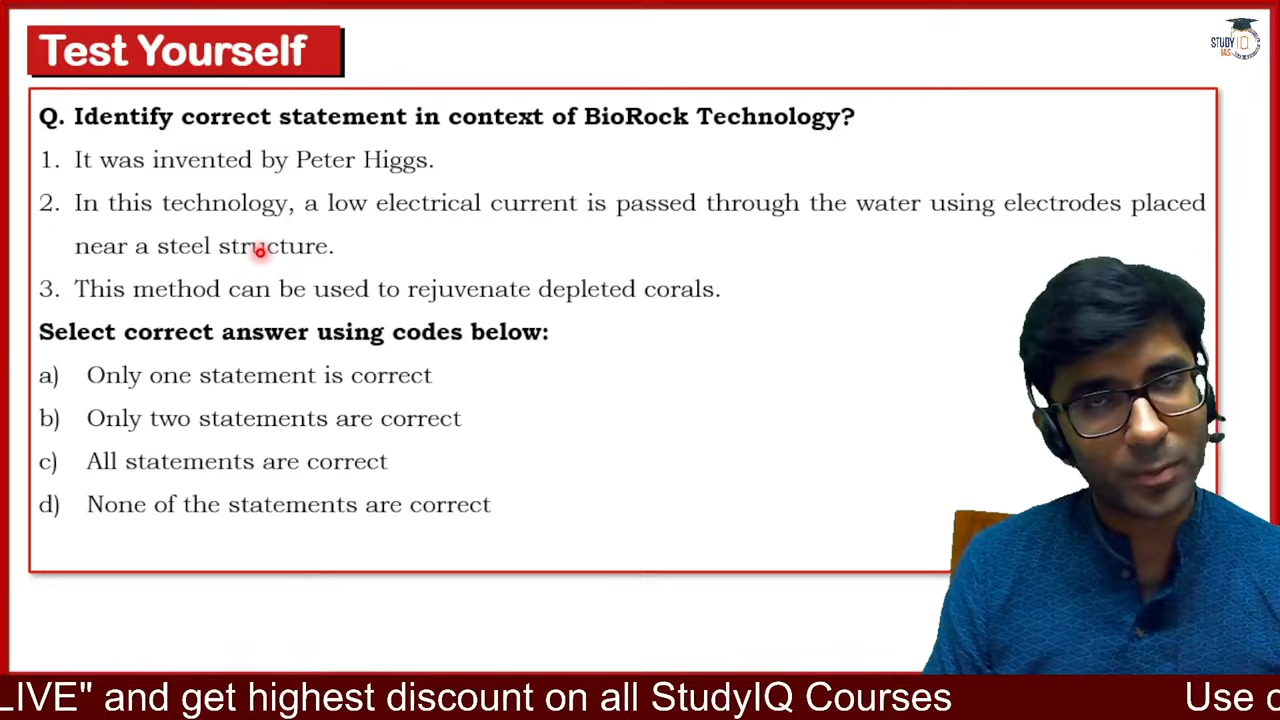 Test Yourself
STUDY IQ
IAS
Q. Identify correct statement in context of BioRock Technology?
1. It was invented by Peter Higgs.
2. In this technology, a low electrical current is passed through the water using electrodes placed
near a steel structure.
3. This method can be used to rejuvenate depleted corals.
Select correct answer using codes below:
a) Only one statement is correct
b) Only two statements are correct
c) All statements are correct
d) None of the statements are correct
LIVE" and get highest discount on all StudyIQ Courses Use